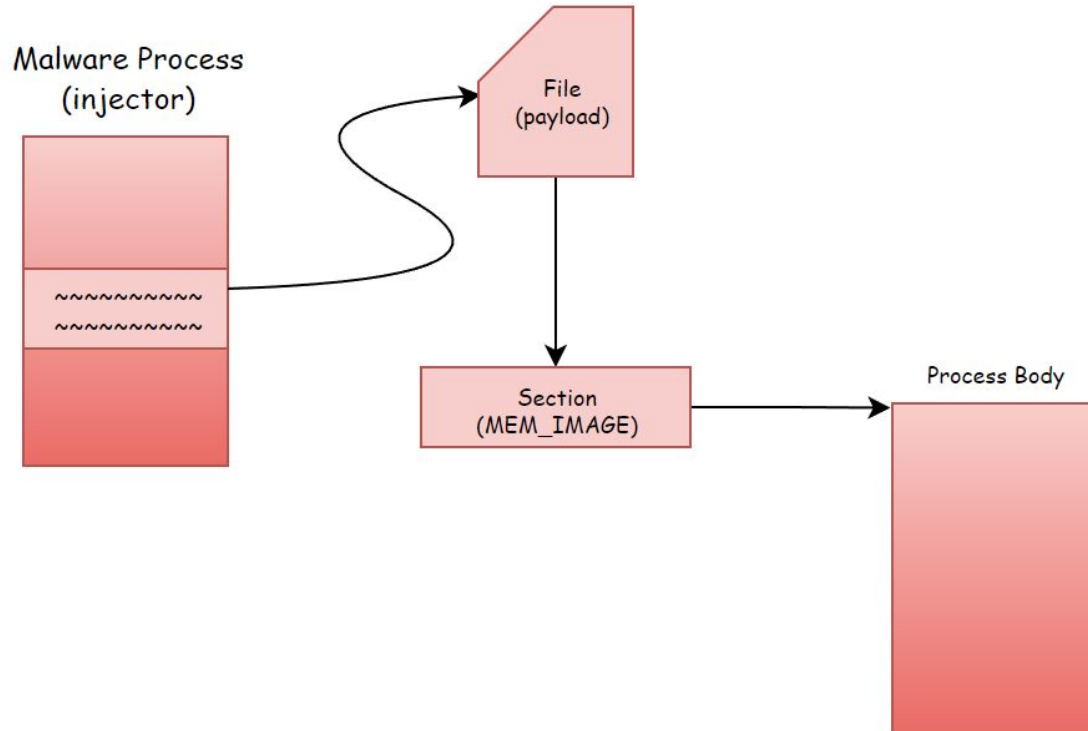 Malware Process
(injector)
~~~~~~~~~~
~~~~~~~~~~
File
(payload)
Section
(MEM_IMAGE)
Process Body